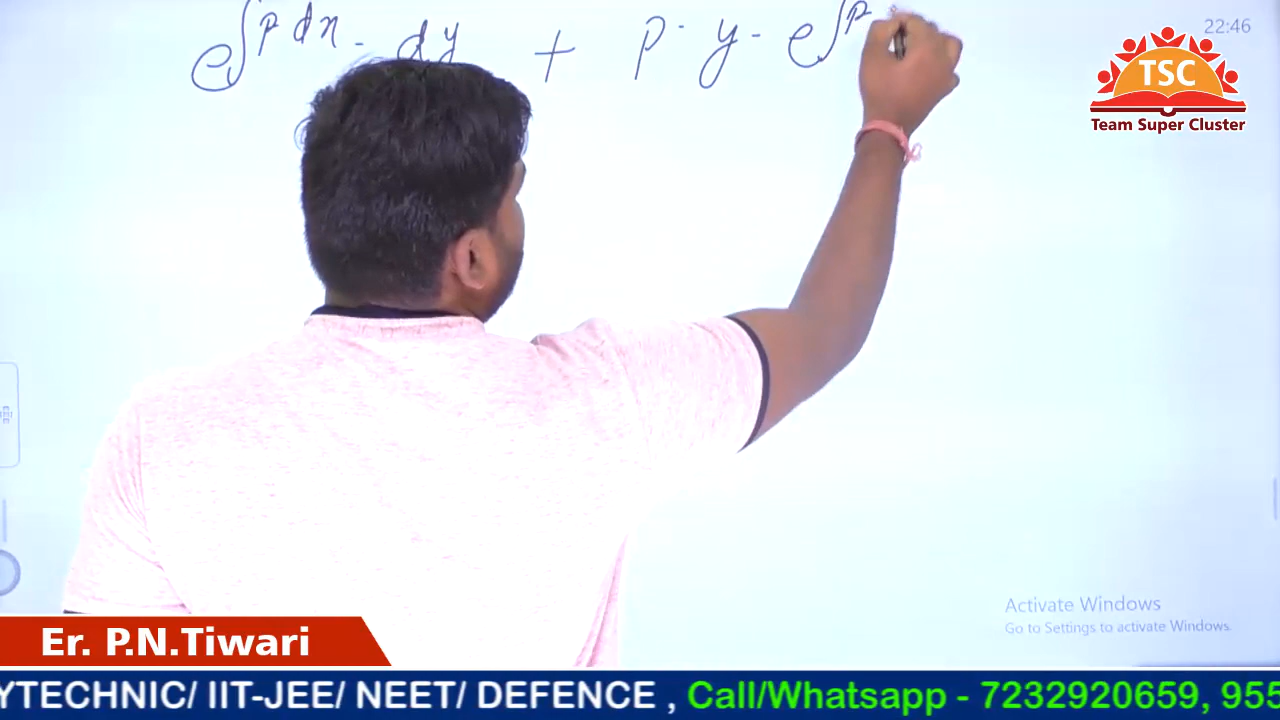 e^∫p dx · dy + p · y · e^∫p
22:46
TSC
Team Super Cluster
Activate Windows
Go to Settings to activate Windows.
Er. P.N.Tiwari
YTECHNIC/ IIT-JEE/ NEET/ DEFENCE , Call/Whatsapp - 7232920659, 955